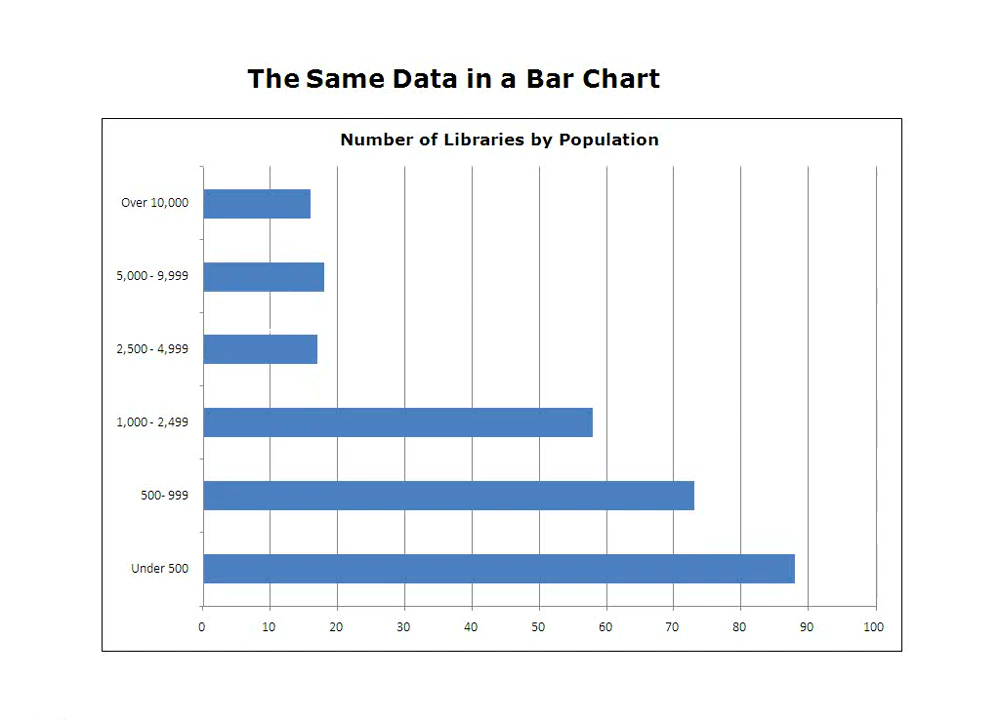 The Same Data in a Bar Chart
Number of Libraries by Population
Over 10,000
5,000 - 9,999
2,500 - 4,999
1,000 - 2,499
500- 999
Under 500
0 10 20 30 40 50 60 70 80 90 100